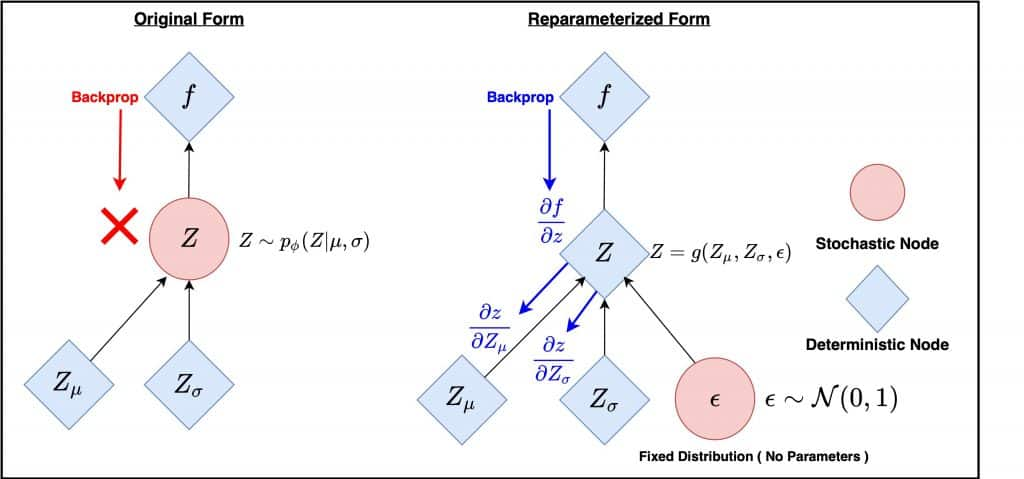 Original Form
Backprop
f
Z
Z ∼ p_ϕ(Z|μ, σ)
Z_μ
Z_σ
Reparameterized Form
Backprop
f
∂f/∂z
Z
Z = g(Z_μ, Z_σ, ϵ)
∂z/∂Z_μ
∂z/∂Z_σ
Z_μ
Z_σ
ϵ
ϵ ∼ 𝒩(0, 1)
Fixed Distribution ( No Parameters )
Stochastic Node
Deterministic Node